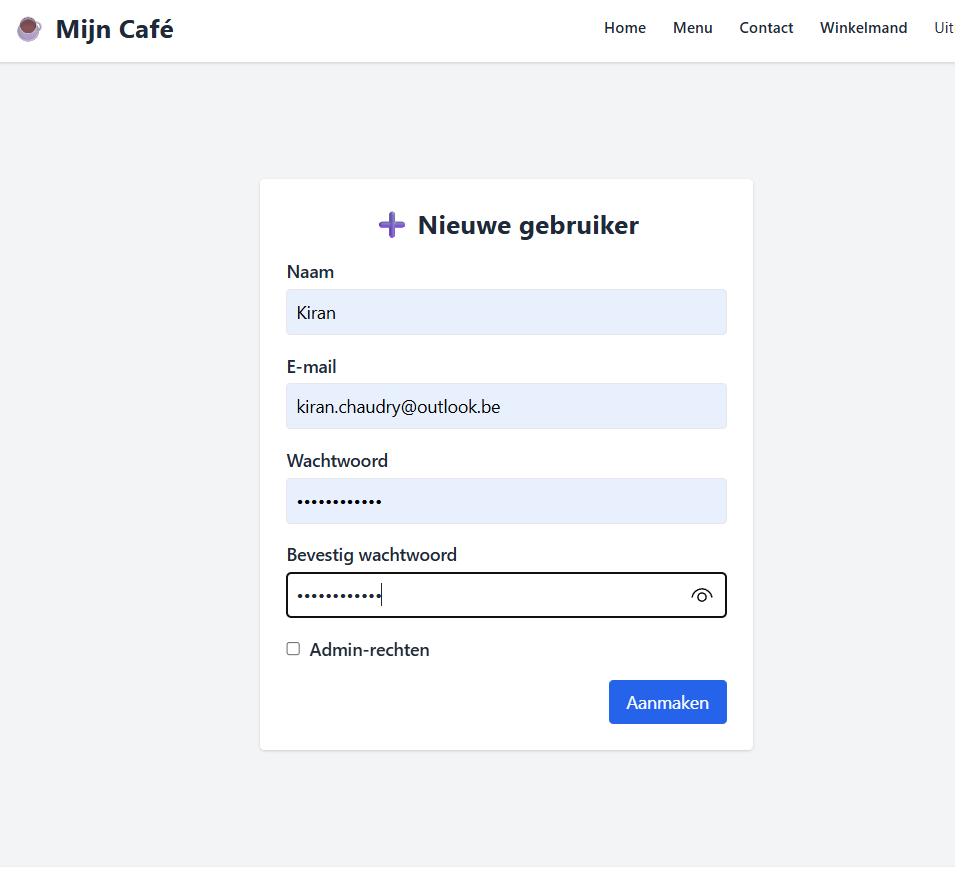 Mijn Café
Home Menu Contact Winkelmand Uit
Nieuwe gebruiker
Naam
Kiran
E-mail
kiran.chaudry@outlook.be
Wachtwoord
••••••••••••
Bevestig wachtwoord
••••••••••••
Admin-rechten
Aanmaken